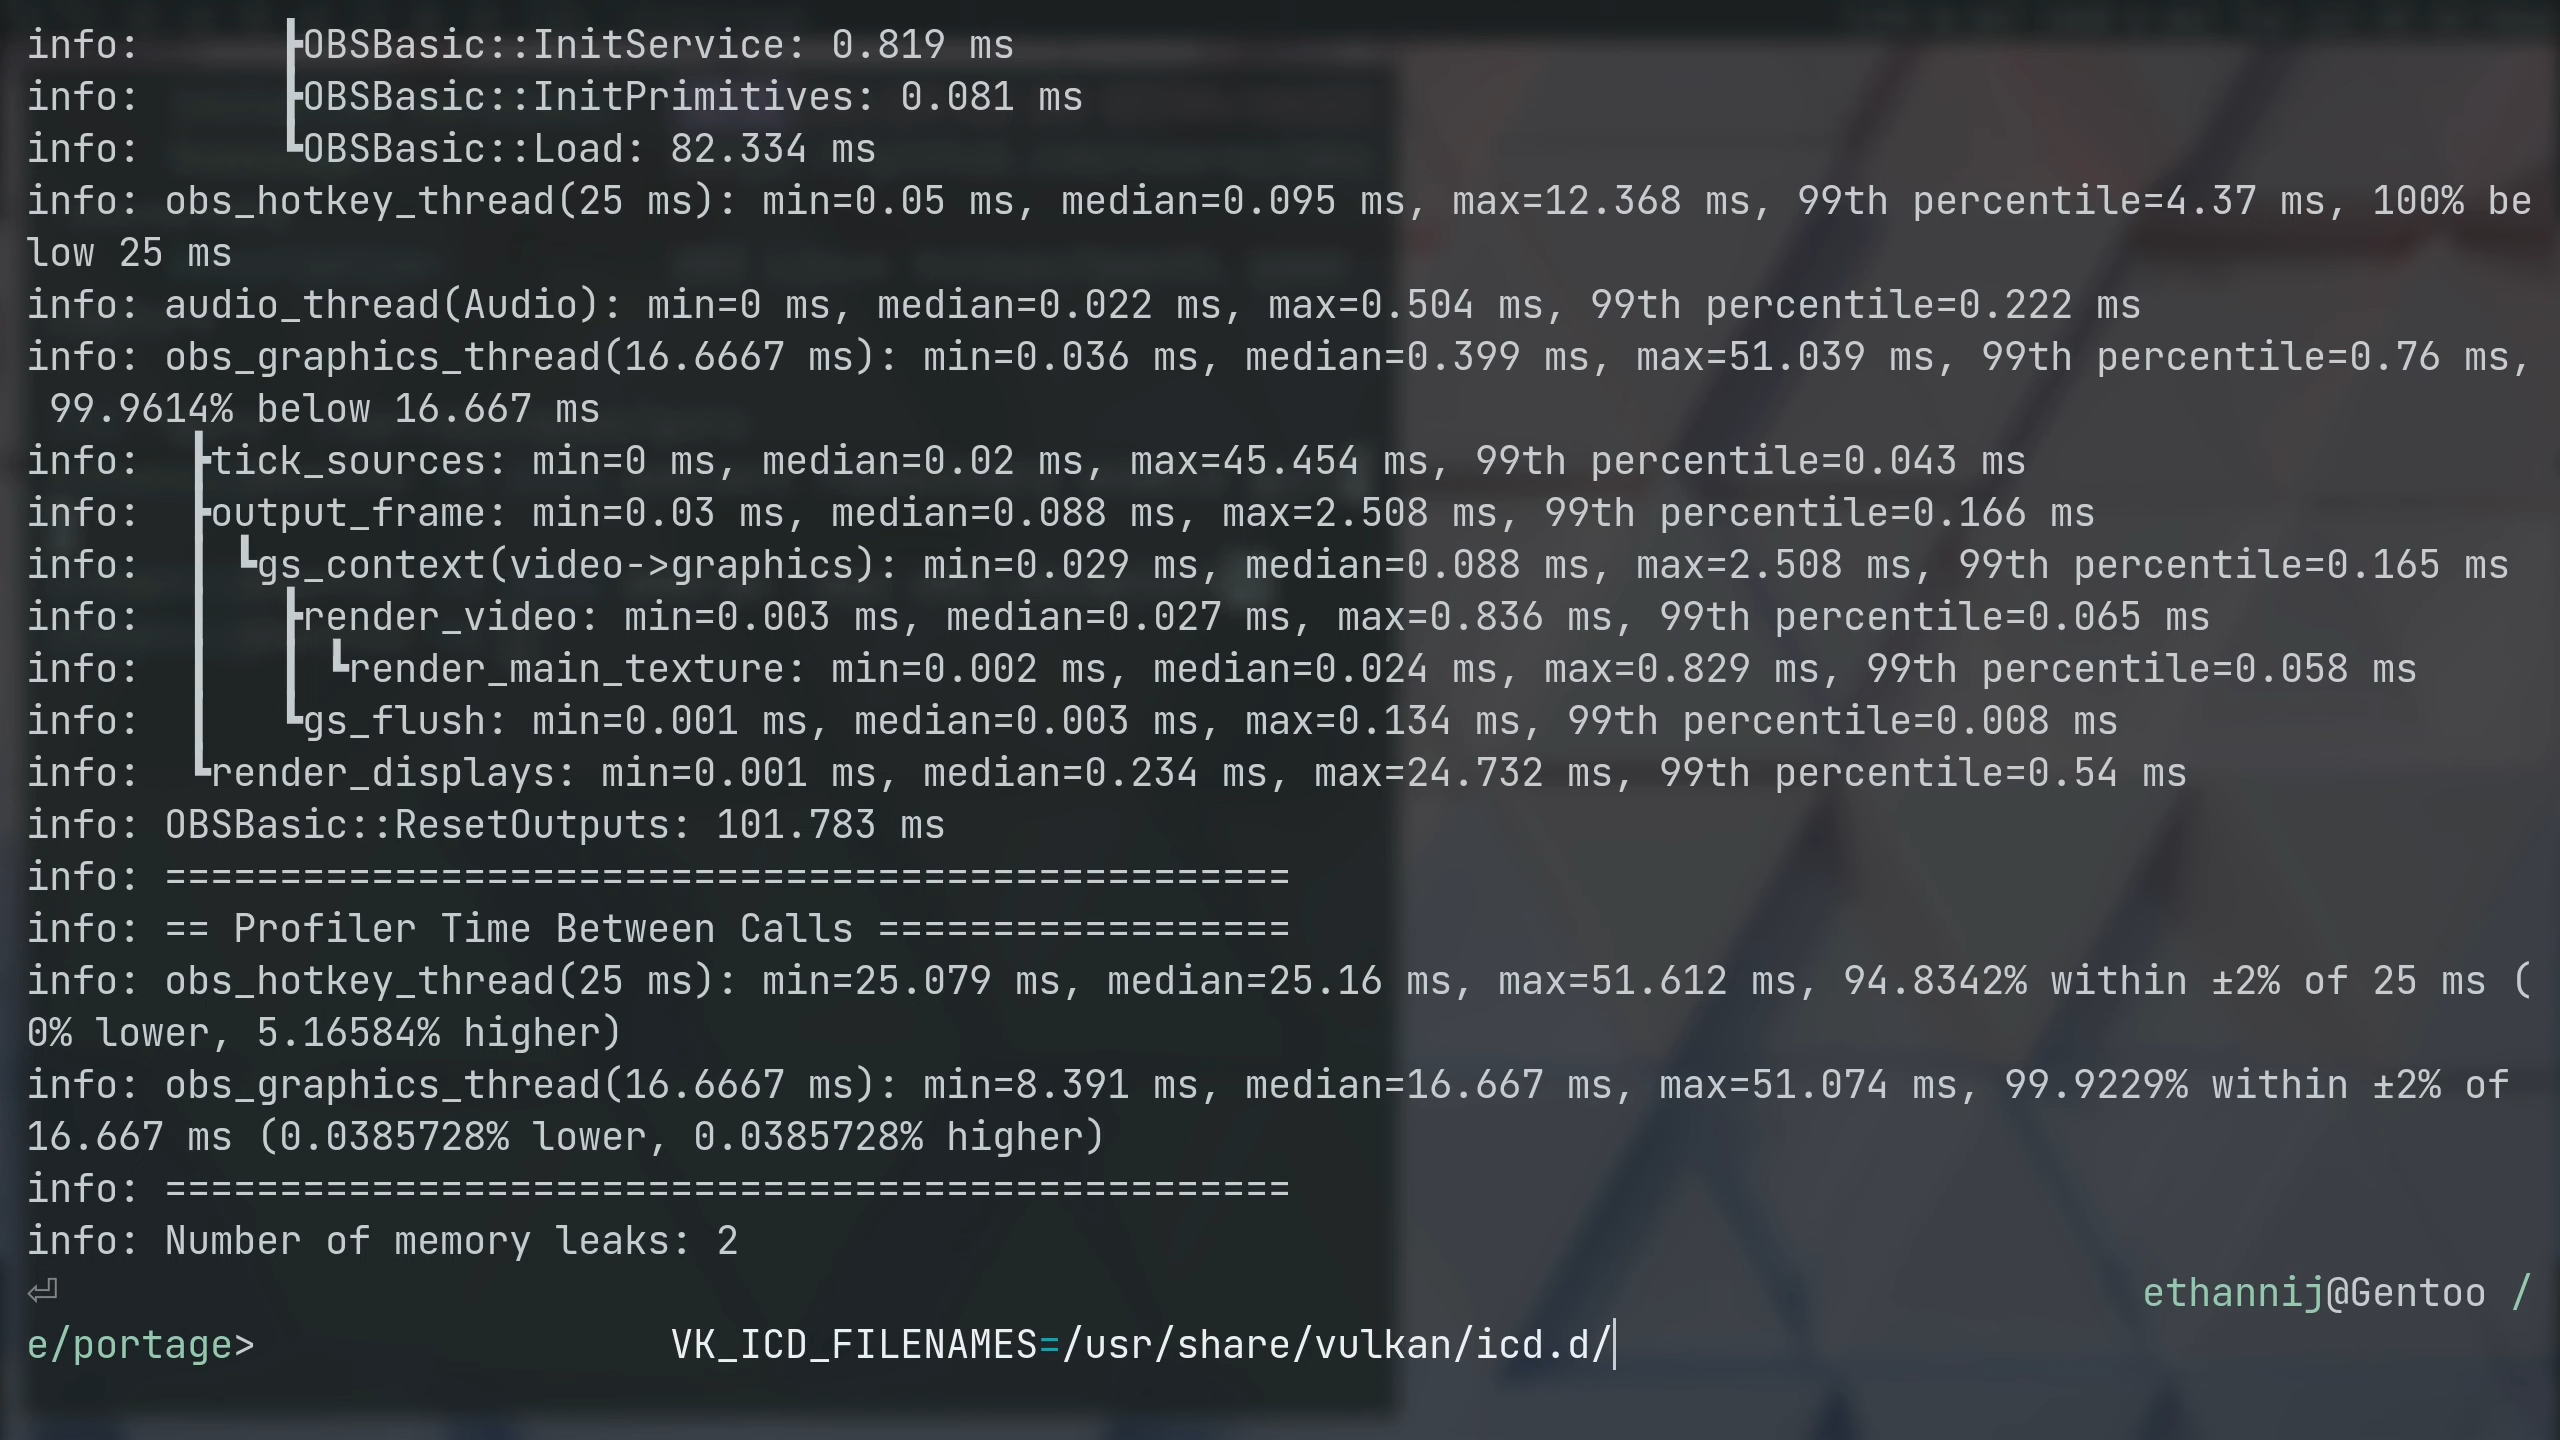 info:      ┣OBSBasic::InitService: 0.819 ms
info:      ┣OBSBasic::InitPrimitives: 0.081 ms
info:      ┗OBSBasic::Load: 82.334 ms
info: obs_hotkey_thread(25 ms): min=0.05 ms, median=0.095 ms, max=12.368 ms, 99th percentile=4.37 ms, 100% be
low 25 ms
info: audio_thread(Audio): min=0 ms, median=0.022 ms, max=0.504 ms, 99th percentile=0.222 ms
info: obs_graphics_thread(16.6667 ms): min=0.036 ms, median=0.399 ms, max=51.039 ms, 99th percentile=0.76 ms,
 99.9614% below 16.667 ms
info:  ┣tick_sources: min=0 ms, median=0.02 ms, max=45.454 ms, 99th percentile=0.043 ms
info:  ┣output_frame: min=0.03 ms, median=0.088 ms, max=2.508 ms, 99th percentile=0.166 ms
info:  ┃ ┗gs_context(video->graphics): min=0.029 ms, median=0.088 ms, max=2.508 ms, 99th percentile=0.165 ms
info:  ┃   ┣render_video: min=0.003 ms, median=0.027 ms, max=0.836 ms, 99th percentile=0.065 ms
info:  ┃   ┃ ┗render_main_texture: min=0.002 ms, median=0.024 ms, max=0.829 ms, 99th percentile=0.058 ms
info:  ┃   ┗gs_flush: min=0.001 ms, median=0.003 ms, max=0.134 ms, 99th percentile=0.008 ms
info:  ┗render_displays: min=0.001 ms, median=0.234 ms, max=24.732 ms, 99th percentile=0.54 ms
info: OBSBasic::ResetOutputs: 101.783 ms
info: =================================================
info: == Profiler Time Between Calls ==================
info: obs_hotkey_thread(25 ms): min=25.079 ms, median=25.16 ms, max=51.612 ms, 94.8342% within ±2% of 25 ms (
0% lower, 5.16584% higher)
info: obs_graphics_thread(16.6667 ms): min=8.391 ms, median=16.667 ms, max=51.074 ms, 99.9229% within ±2% of
16.667 ms (0.0385728% lower, 0.0385728% higher)
info: =================================================
info: Number of memory leaks: 2
⏎ ethannij@Gentoo /
e/portage> VK_ICD_FILENAMES=/usr/share/vulkan/icd.d/